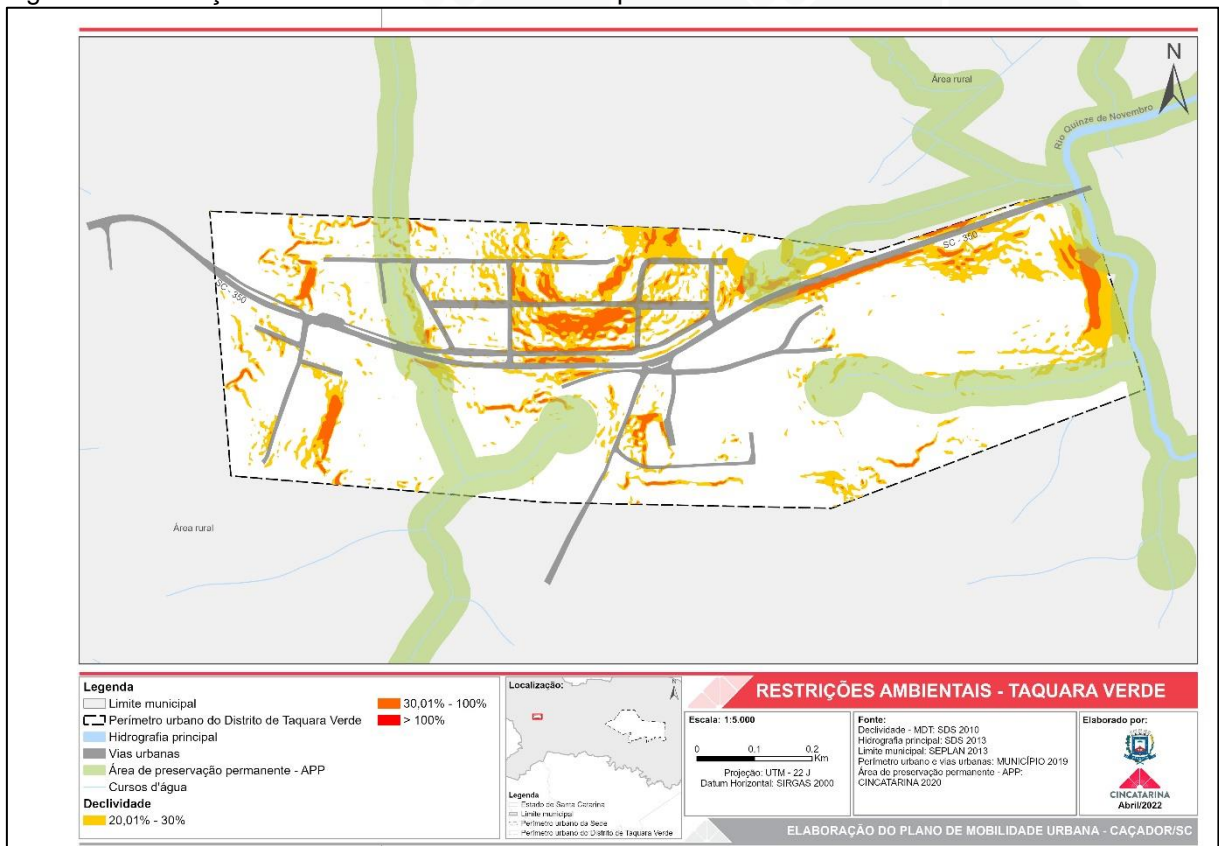 N
Área rural
Rio Quinze de Novembro
SC - 350
SC - 350
Área rural
Legenda
Limite municipal
Perímetro urbano do Distrito de Taquara Verde
Hidrografia principal
Vias urbanas
Área de preservação permanente - APP
Cursos d'água
Declividade
20,01% - 30%
30,01% - 100%
> 100%
Localização:
N
Legenda
Estado de Santa Catarina
Limite municipal
Perímetro urbano da Sede
Perímetro urbano do Distrito de Taquara Verde
RESTRIÇÕES AMBIENTAIS - TAQUARA VERDE
Escala: 1:5.000
0 0.1 0.2
Km
Projeção: UTM - 22 J
Datum Horizontal: SIRGAS 2000
Fonte:
Declividade - MDT: SDS 2010
Hidrografia principal: SDS 2013
Limite municipal: SEPLAN 2013
Perímetro urbano e vias urbanas: MUNICÍPIO 2019
Área de preservação permanente - APP:
CINCATARINA 2020
Elaborado por:
CINCATARINA
Abril/2022
ELABORAÇÃO DO PLANO DE MOBILIDADE URBANA - CAÇADOR/SC